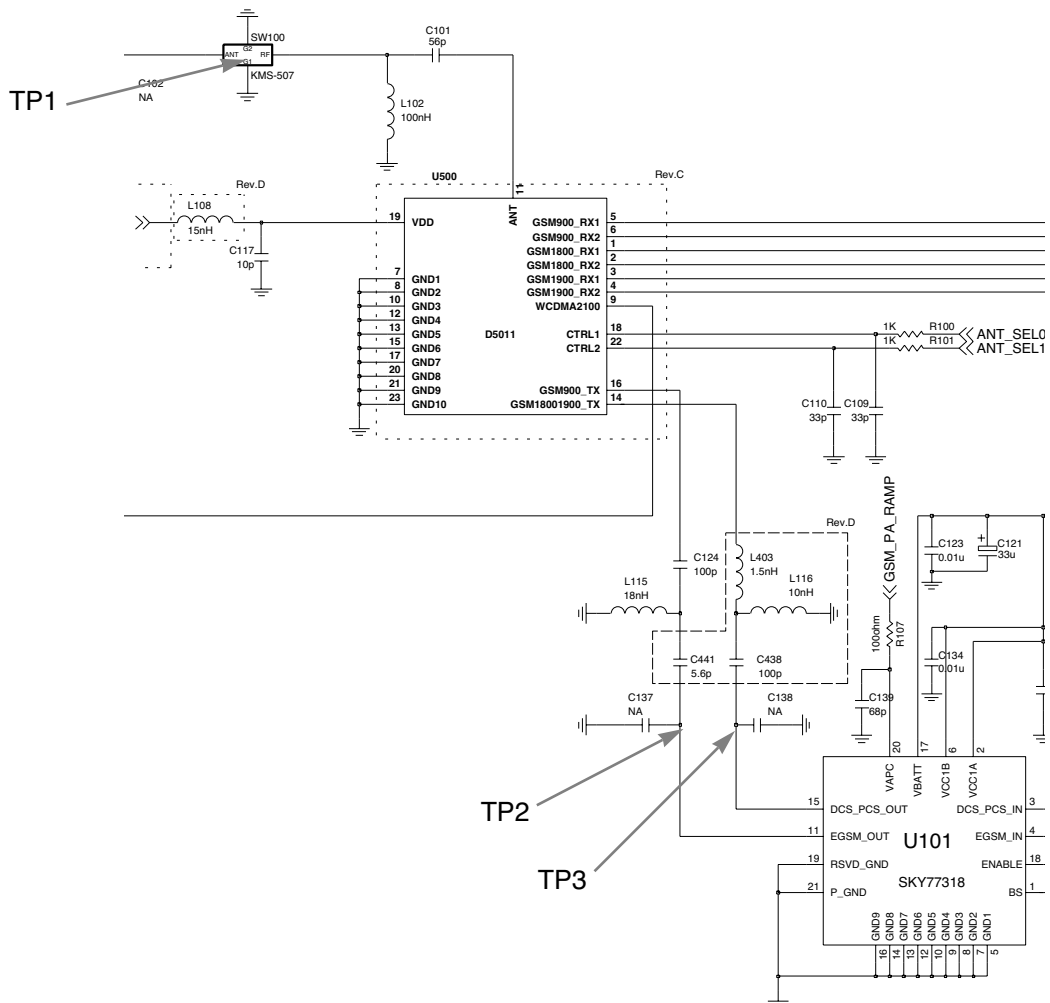 C101
56p
SW100
G2
ANT
RF
G1
KMS-507
C102
NA
TP1
L102
100nH
U500
Rev.C
Rev.D
L108
15nH
C117
10p
11
ANT
19
VDD
5
GSM900_RX1
6
GSM900_RX2
1
GSM1800_RX1
2
GSM1800_RX2
3
GSM1900_RX1
4
GSM1900_RX2
9
WCDMA2100
7
GND1
8
GND2
10
GND3
12
GND4
13
GND5
15
GND6
17
GND7
20
GND8
21
GND9
23
GND10
D5011
18
CTRL1
22
CTRL2
16
GSM900_TX
14
GSM18001900_TX
1K
R100
ANT_SEL0
1K
R101
ANT_SEL1
C110
33p
C109
33p
GSM_PA_RAMP
Rev.D
C124
100p
L403
1.5nH
L115
18nH
L116
10nH
C123
0.01u
+
C121
33u
100ohm
R107
C441
5.6p
C438
100p
C134
0.01u
C137
NA
C138
NA
C139
68p
TP2
TP3
20
VAPC
17
VBATT
6
VCC1B
2
VCC1A
15
DCS_PCS_OUT
11
EGSM_OUT
19
RSVD_GND
21
P_GND
3
DCS_PCS_IN
4
EGSM_IN
18
ENABLE
1
BS
U101
SKY77318
GND9
GND8
GND7
GND6
GND5
GND4
GND3
GND2
GND1
16
14
13
12
10
9
8
7
5